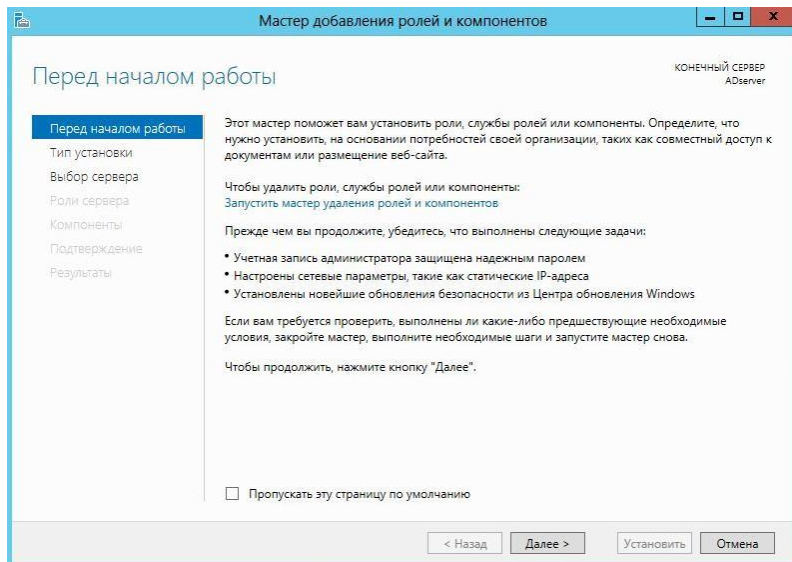 Мастер добавления ролей и компонентов
Перед началом работы
КОНЕЧНЫЙ СЕРВЕР
ADserver
Перед началом работы
Тип установки
Выбор сервера
Роли сервера
Компоненты
Подтверждение
Результаты
Этот мастер поможет вам установить роли, службы ролей или компоненты. Определите, что
нужно установить, на основании потребностей своей организации, таких как совместный доступ к
документам или размещение веб-сайта.
Чтобы удалить роли, службы ролей или компоненты:
Запустить мастер удаления ролей и компонентов
Прежде чем вы продолжите, убедитесь, что выполнены следующие задачи:
• Учетная запись администратора защищена надежным паролем
• Настроены сетевые параметры, такие как статические IP-адреса
• Установлены новейшие обновления безопасности из Центра обновления Windows
Если вам требуется проверить, выполнены ли какие-либо предшествующие необходимые
условия, закройте мастер, выполните необходимые шаги и запустите мастер снова.
Чтобы продолжить, нажмите кнопку "Далее".
Пропускать эту страницу по умолчанию
< Назад
Далее >
Установить
Отмена